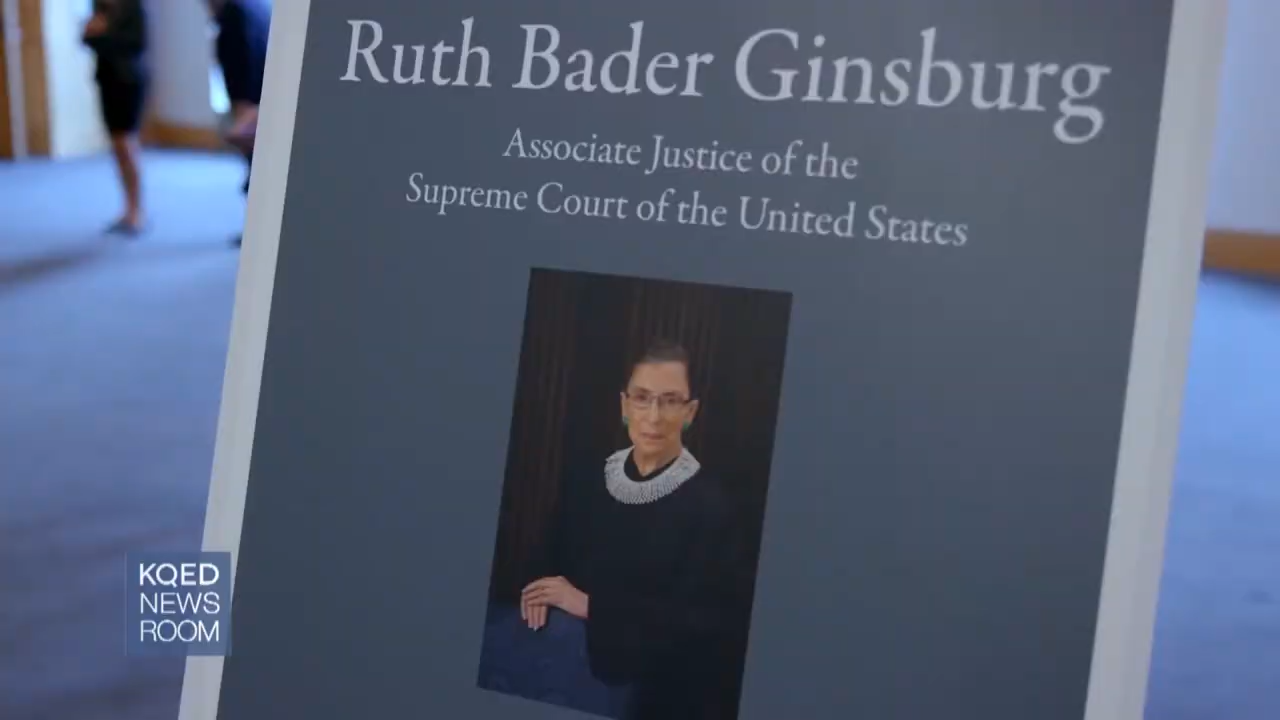 Ruth Bader Ginsburg
Associate Justice of the
Supreme Court of the United States
KQED
NEWS
ROOM